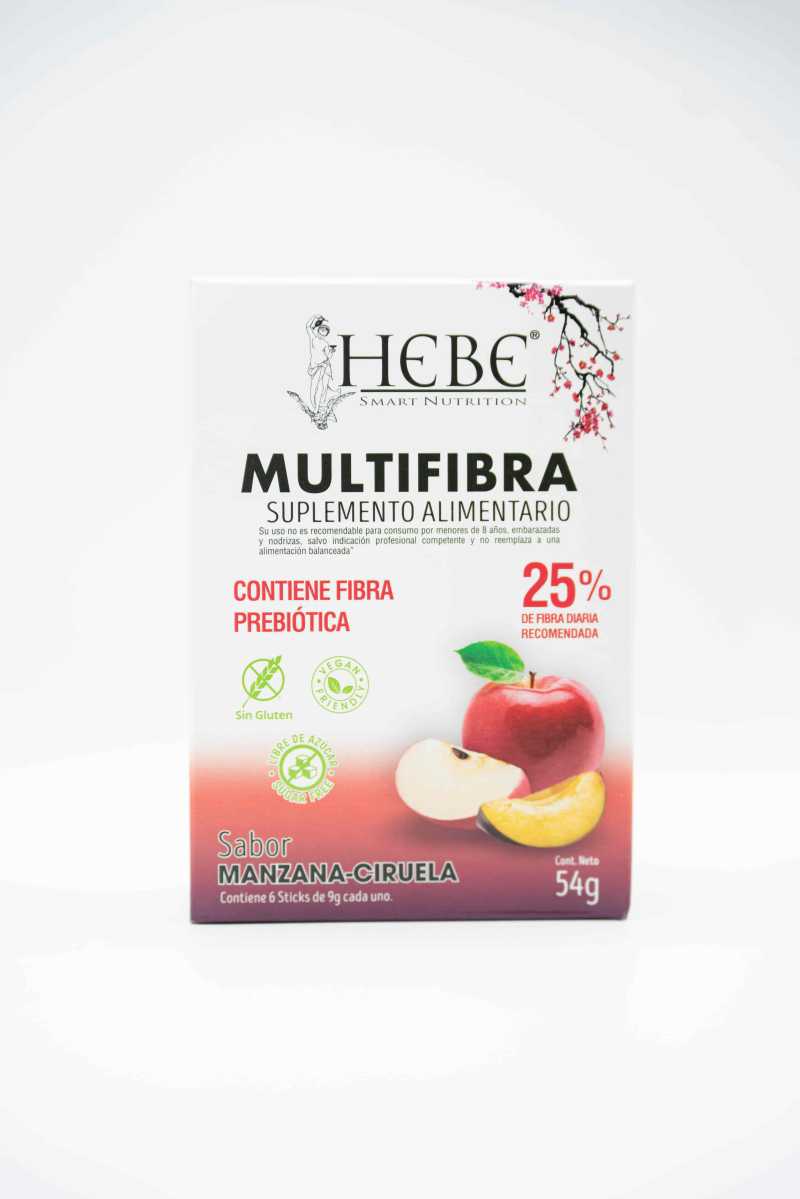 HEBE®
SMART NUTRITION
MULTIFIBRA
SUPLEMENTO ALIMENTARIO
Su uso no es recomendable para consumo por menores de 8 años, embarazadas
y nodrizas, salvo indicación profesional competente y no reemplaza a una
alimentación balanceada"
CONTIENE FIBRA
PREBIÓTICA
25%
DE FIBRA DIARIA
RECOMENDADA
Sin Gluten
VEGAN
FRIENDLY
LIBRE DE AZÚCAR
SUGAR FREE
Sabor
MANZANA-CIRUELA
Contiene 6 Sticks de 9g cada uno.
Cont. Neto
54g